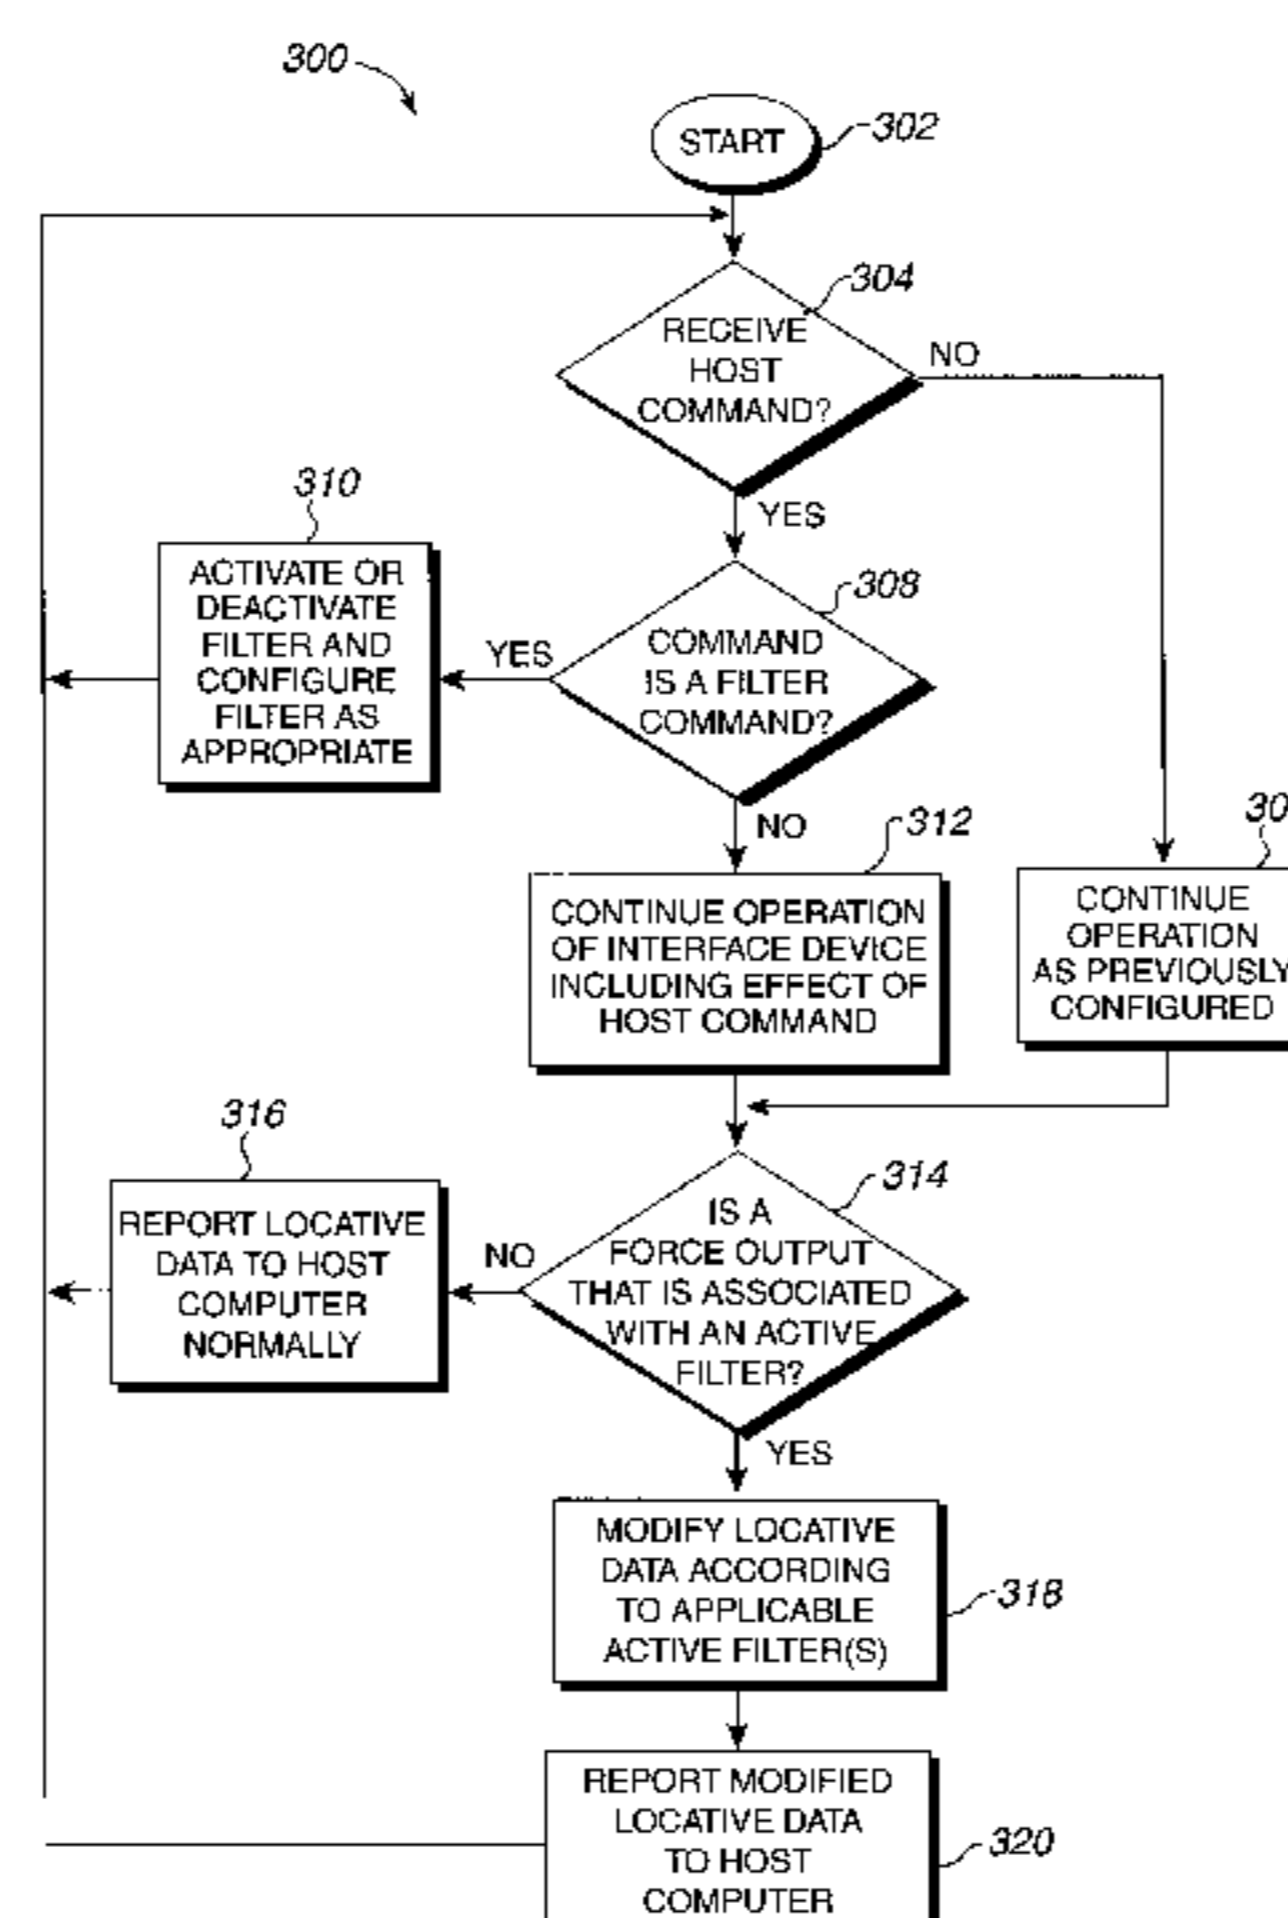 300
START
302
304
RECEIVE
HOST
COMMAND?
NO
YES
310
ACTIVATE OR
DEACTIVATE
FILTER AND
CONFIGURE
FILTER AS
APPROPRIATE
YES
308
COMMAND
IS A FILTER
COMMAND?
NO
312
CONTINUE OPERATION
OF INTERFACE DEVICE
INCLUDING EFFECT OF
HOST COMMAND
30
CONTINUE
OPERATION
AS PREVIOUSLY
CONFIGURED
316
REPORT LOCATIVE
DATA TO HOST
COMPUTER
NORMALLY
NO
314
IS A
FORCE OUTPUT
THAT IS ASSOCIATED
WITH AN ACTIVE
FILTER?
YES
MODIFY LOCATIVE
DATA ACCORDING
TO APPLICABLE
ACTIVE FILTER(S)
318
REPORT MODIFIED
LOCATIVE DATA
TO HOST
COMPUTER
320